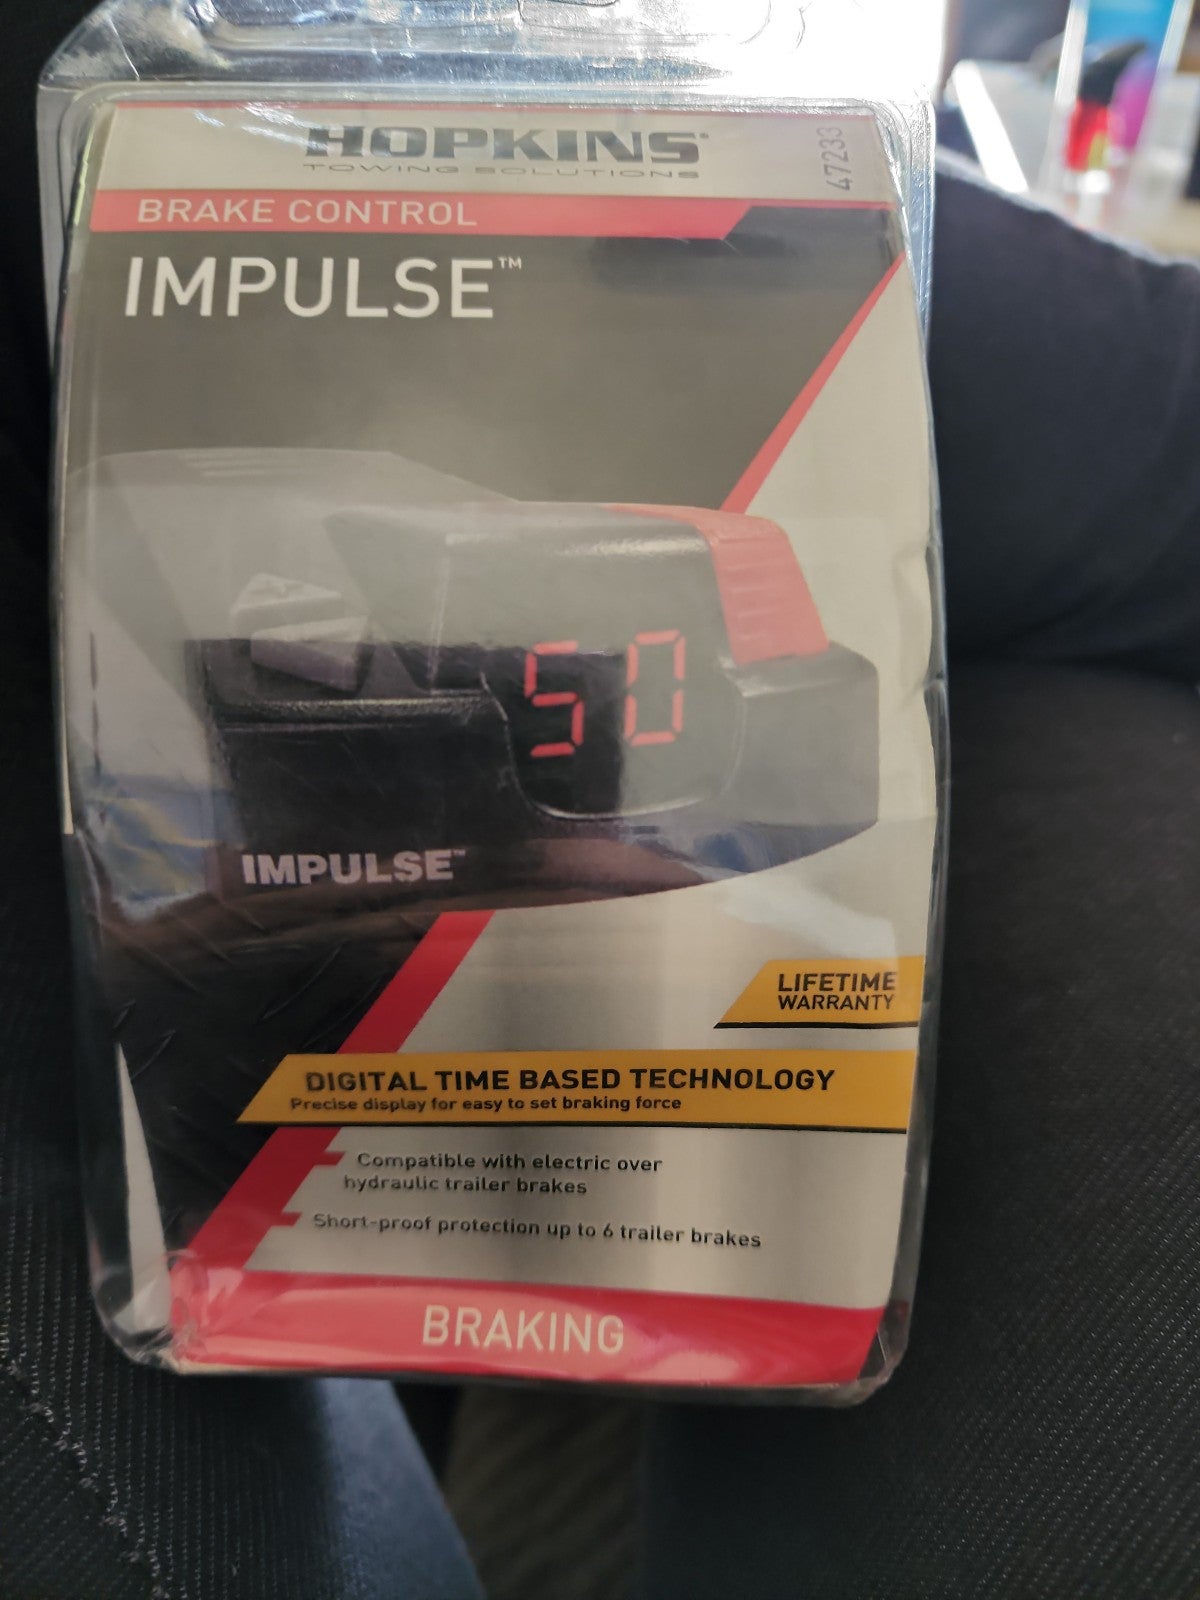 HOPKINS®
TOWING SOLUTIONS
47233
BRAKE CONTROL
IMPULSE™
50
IMPULSE™
LIFETIME
WARRANTY
DIGITAL TIME BASED TECHNOLOGY
Precise display for easy to set braking force
Compatible with electric over
hydraulic trailer brakes
Short-proof protection up to 6 trailer brakes
BRAKING